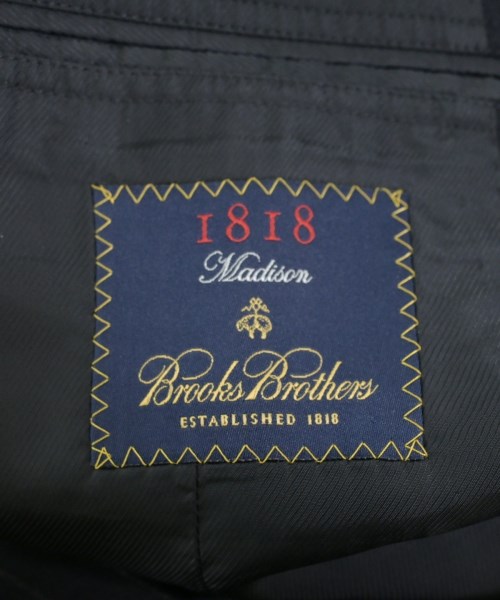 1818
Madison
Brooks Brothers
ESTABLISHED 1818